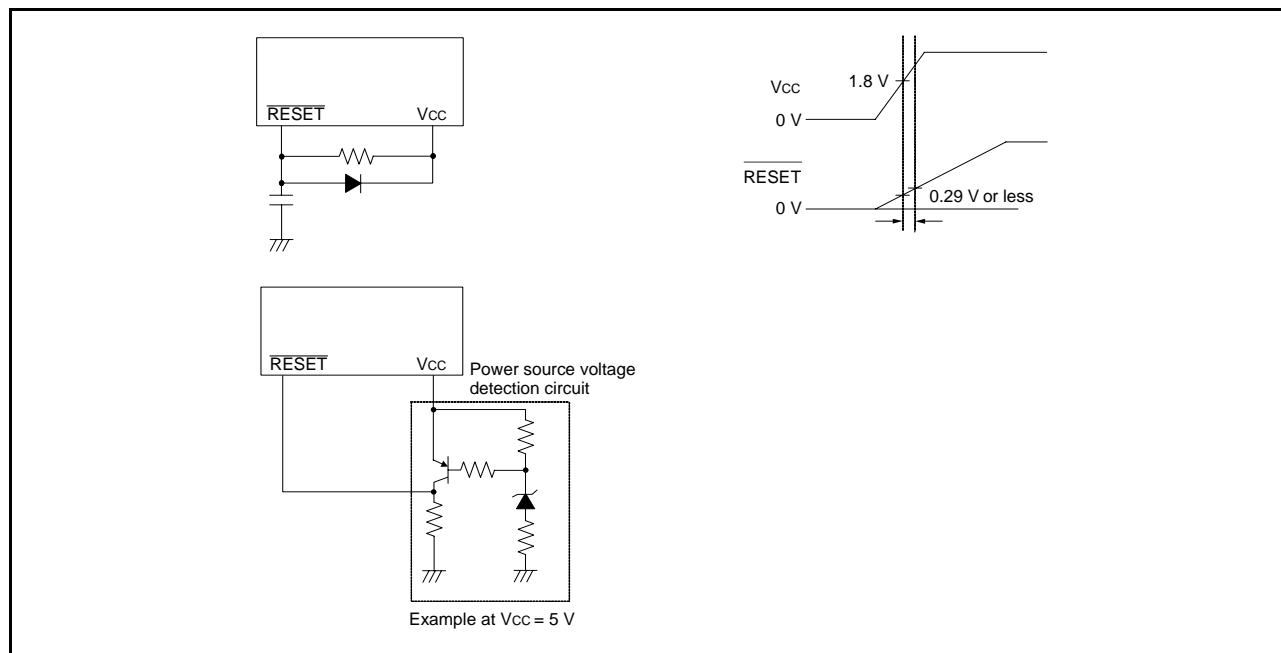 RESET
Vcc
Vcc
1.8 V
0 V
RESET
0 V
0.29 V or less
RESET
Vcc
Power source voltage
detection circuit
Example at Vcc = 5 V